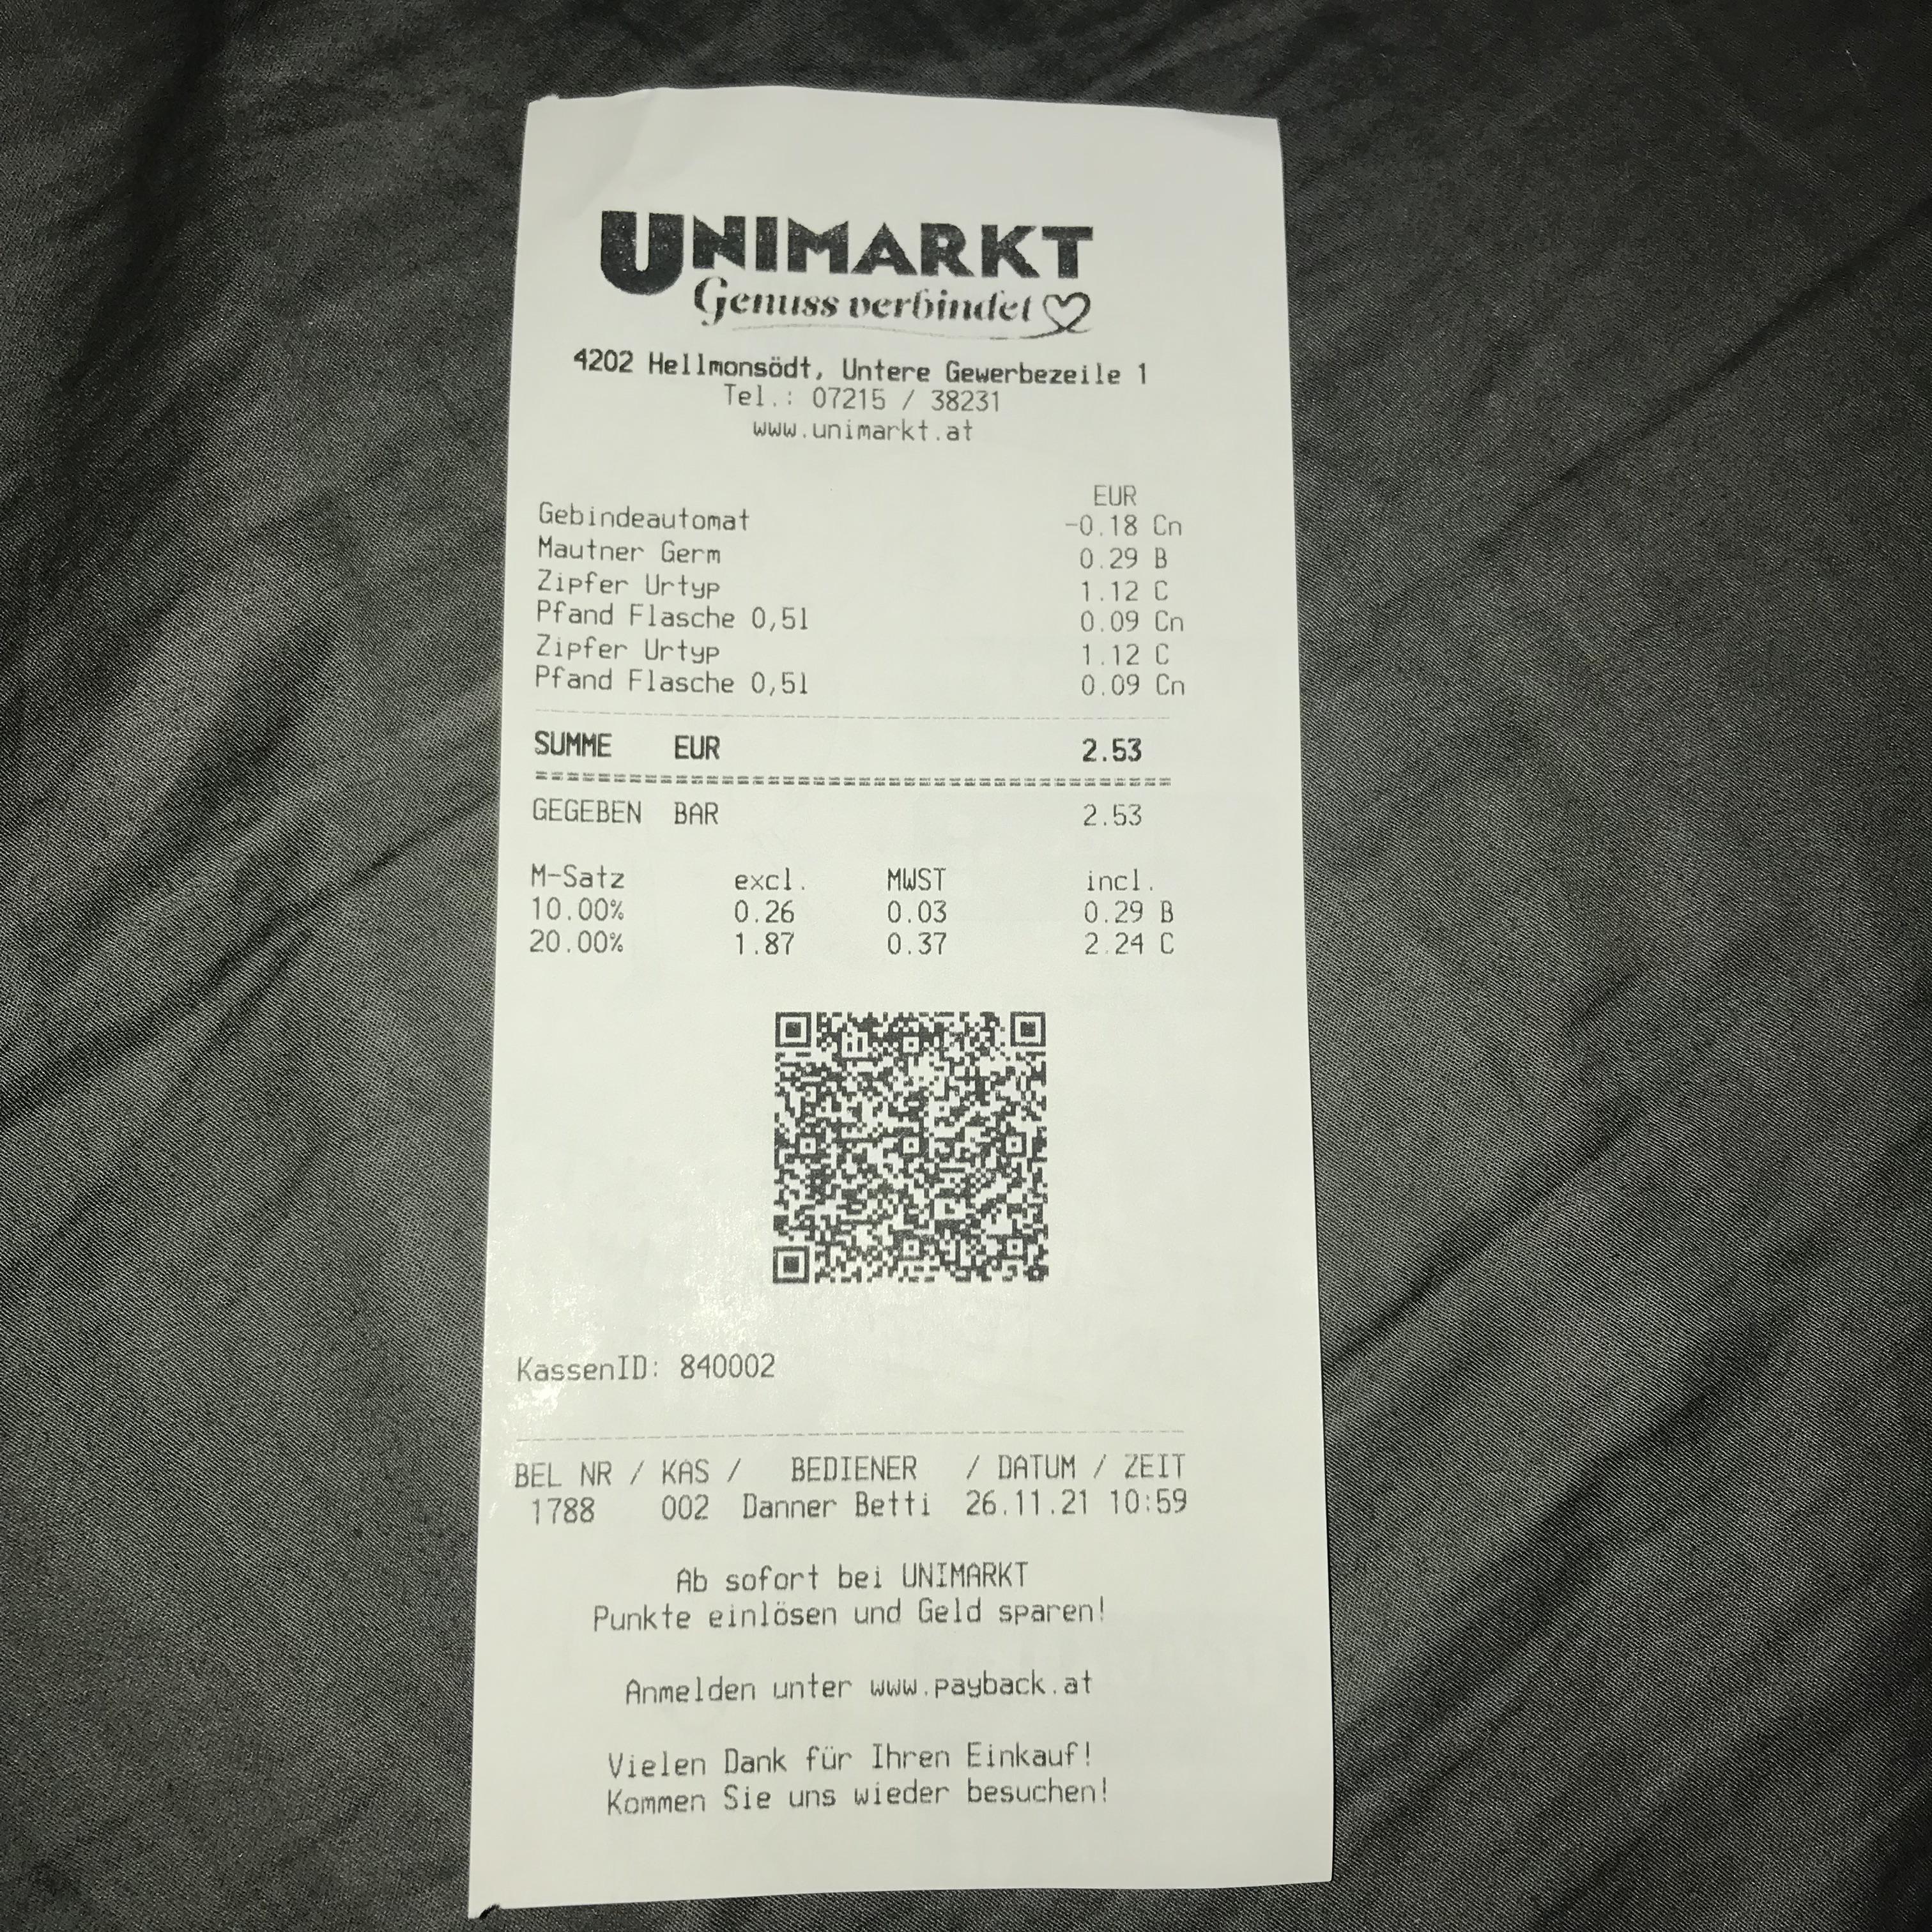 UNIMARKT
Genuss verbindet
4202 Hellmonsödt, Untere Gewerbezeile 1
Tel.: 07215 / 38231
www.unimarkt.at
EUR
Gebindeautomat -0.18 Cn
Mautner Germ 0.29 B
Zipfer Urtyp 1.12 C
Pfand Flasche 0,5l 0.09 Cn
Zipfer Urtyp 1.12 C
Pfand Flasche 0,5l 0.09 Cn
SUMME EUR 2.53
GEGEBEN BAR 2.53
M-Satz excl. MWST incl.
10.00% 0.26 0.03 0.29 B
20.00% 1.87 0.37 2.24 C
KassenID: 840002
BEL NR / KAS / BEDIENER / DATUM / ZEIT
1788 002 Danner Betti 26.11.21 10:59
Ab sofort bei UNIMARKT
Punkte einlösen und Geld sparen!
Anmelden unter www.payback.at
Vielen Dank für Ihren Einkauf!
Kommen Sie uns wieder besuchen!